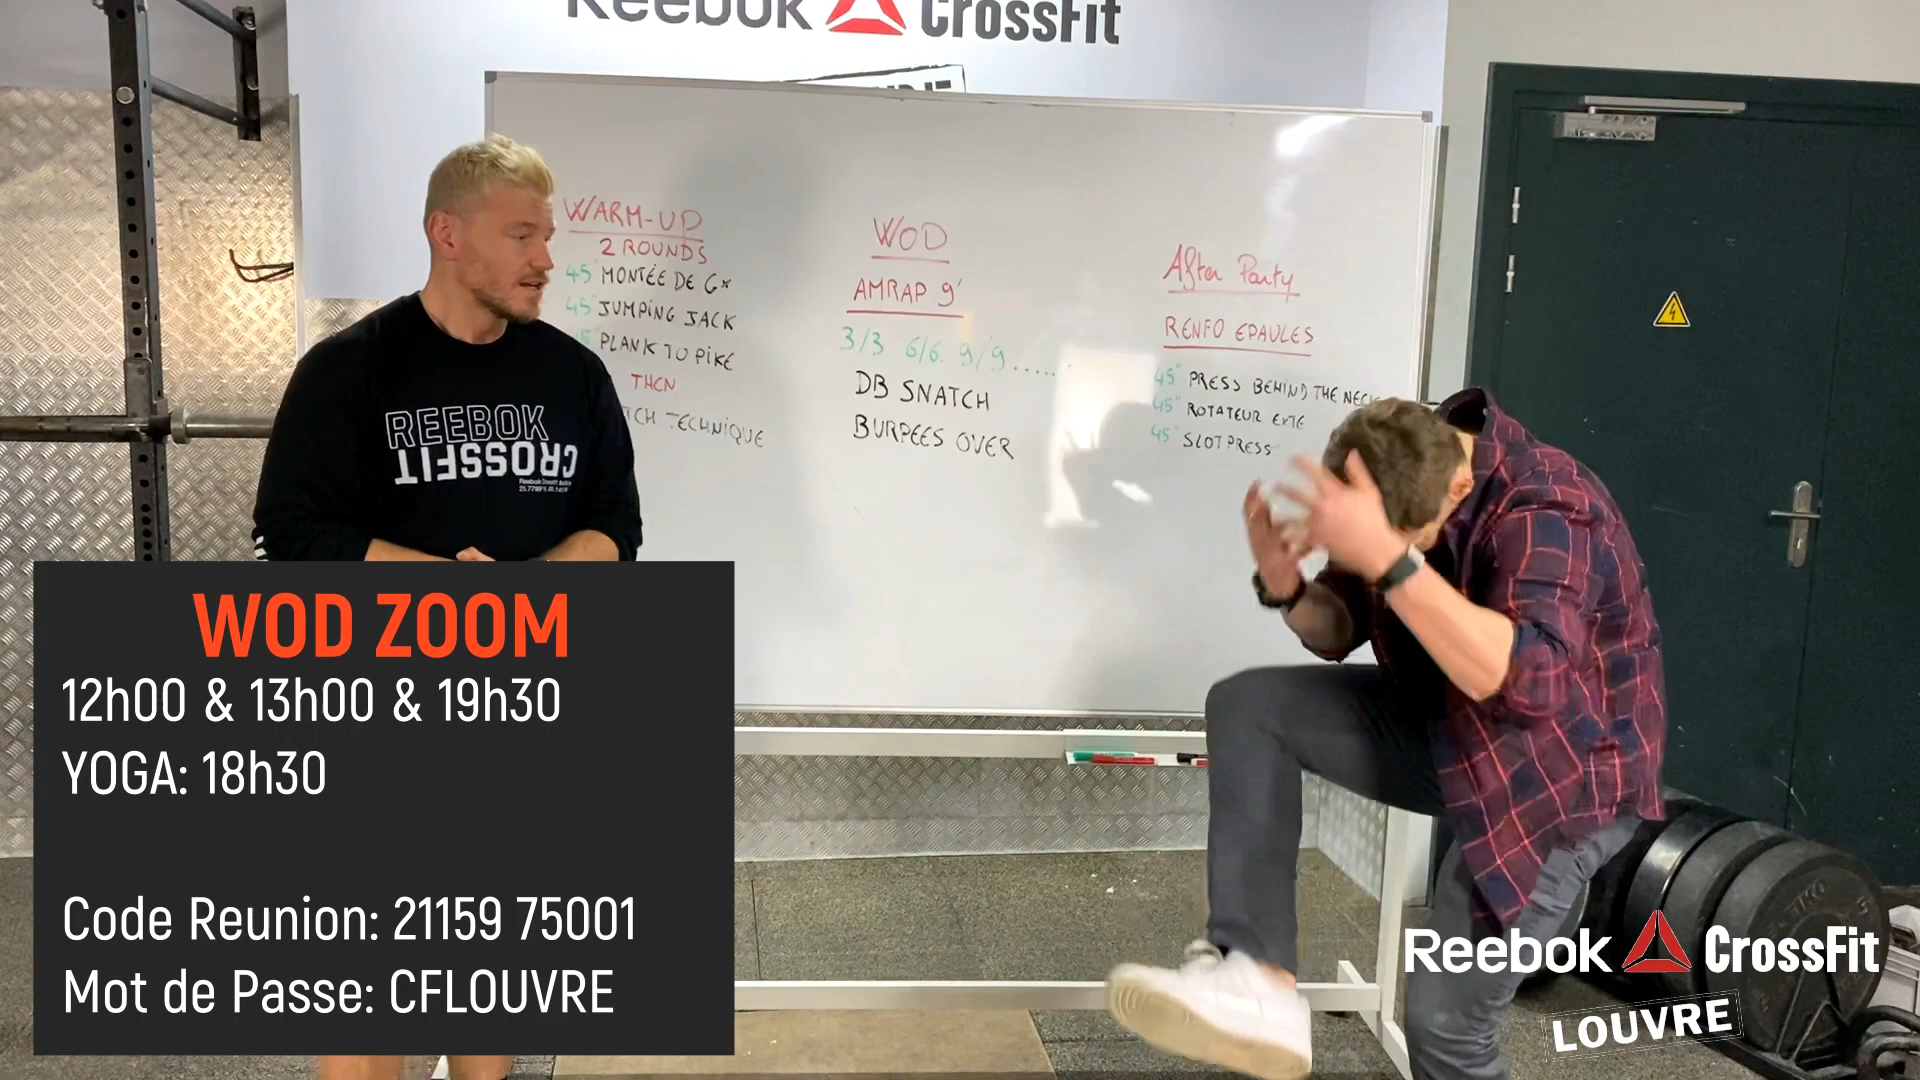 Reebok CrossFit
WARM-UP
2 ROUNDS
45" MONTÉE DE Gx
45" JUMPING JACK
PLANK TO PIKE
THEN
TECHNIQUE
WOD
AMRAP 9'
3/3 6/6. 9/9......
DB SNATCH
BURPEES OVER
After Party
RENFO EPAULES
45" PRESS BEHIND THE NECK
45" ROTATEUR EXTE
45" SLOT PRESS
REEBOK
CROSSFIT
WOD ZOOM
12h00 & 13h00 & 19h30
YOGA: 18h30
Code Reunion: 21159 75001
Mot de Passe: CFLOUVRE
Reebok CrossFit
LOUVRE